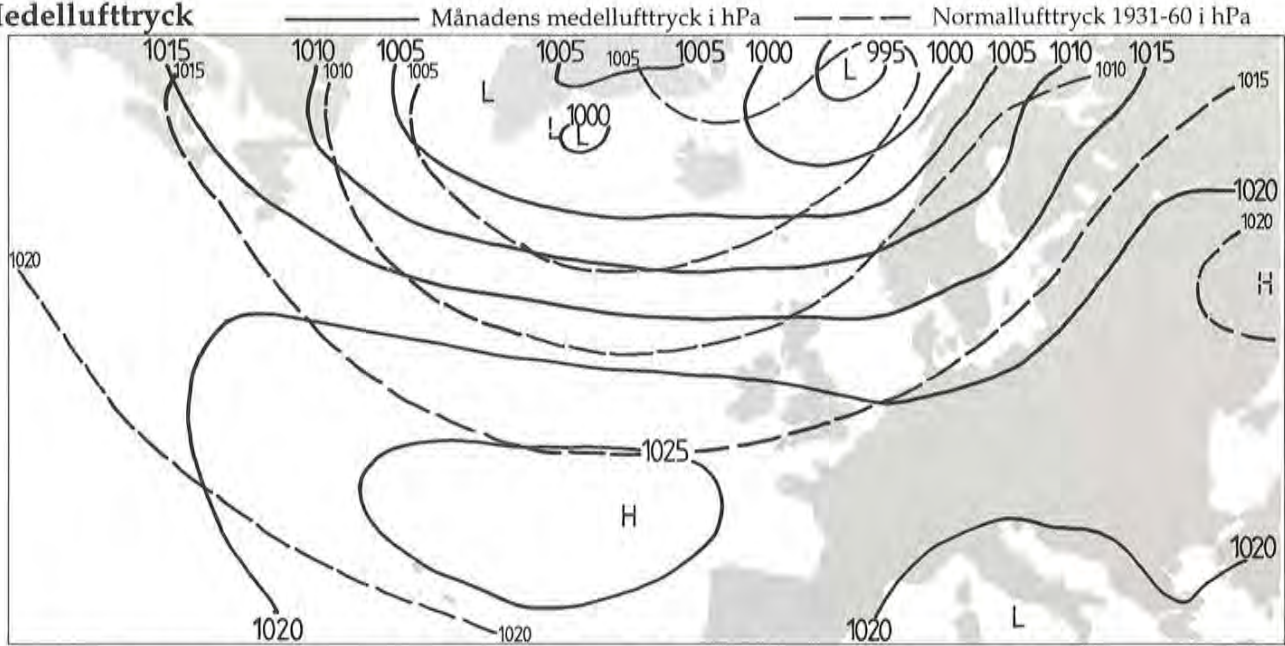 edellufttryck Månadens medellufttryck i hPa Normallufttryck 1931-60 i hPa
1015 1010 1005 1005 1005 1005 1000 995 1000 1005 1010 1015
1015 1010 1005 L L 1010 1015
L 1000
L
1020
1020
1020 H
1025
H
1020
1020 1020 1020 L